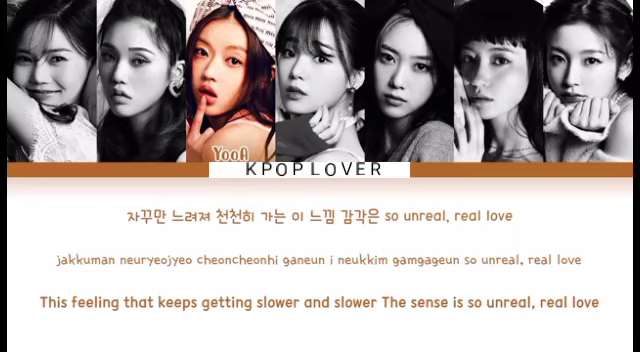 YooA
KPOP LOVER
자꾸만 느려져 천천히 가는 이 느낌 감각은 so unreal, real love
jakkuman neuryeojyeo cheoncheonhi ganeun i neukkim gamgageun so unreal, real love
This feeling that keeps getting slower and slower The sense is so unreal, real love